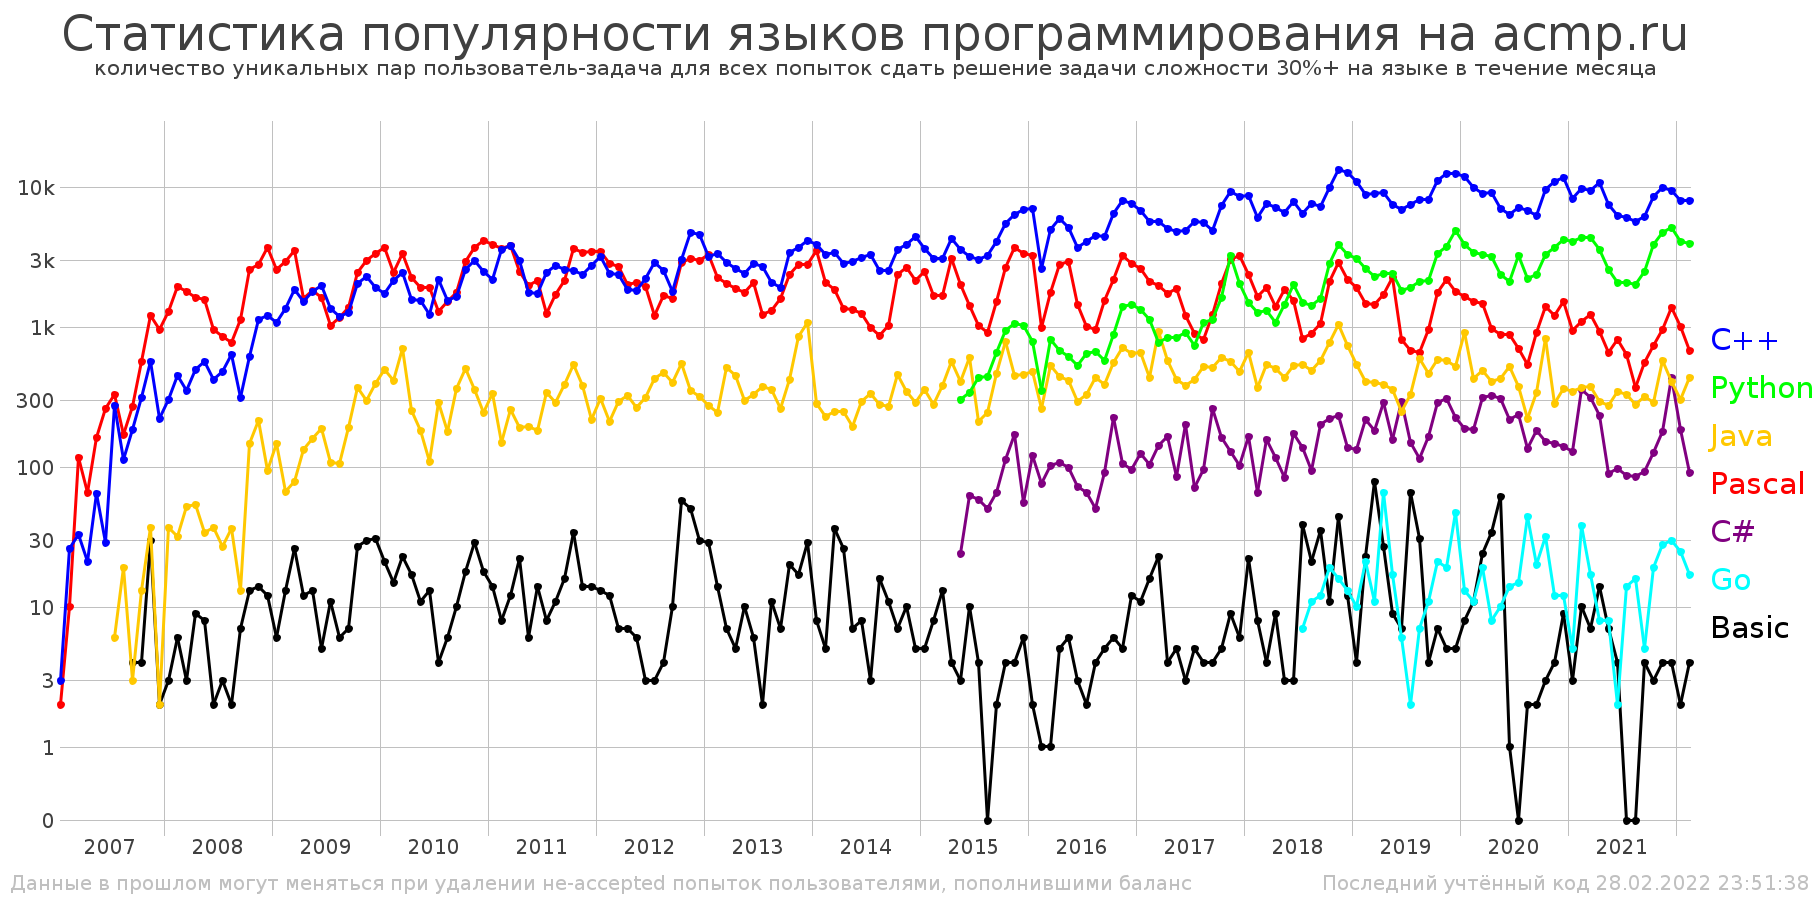 Статистика популярности языков программирования на acmp.ru
количество уникальных пар пользователь-задача для всех попыток сдать решение задачи сложности 30%+ на языке в течение месяца
10k
3k
1k
300
100
30
10
3
1
0
C++
Python
Java
Pascal
C#
Go
Basic
2007 2008 2009 2010 2011 2012 2013 2014 2015 2016 2017 2018 2019 2020 2021
Данные в прошлом могут меняться при удалении не-accepted попыток пользователями, пополнившими баланс Последний учтённый код 28.02.2022 23:51:38